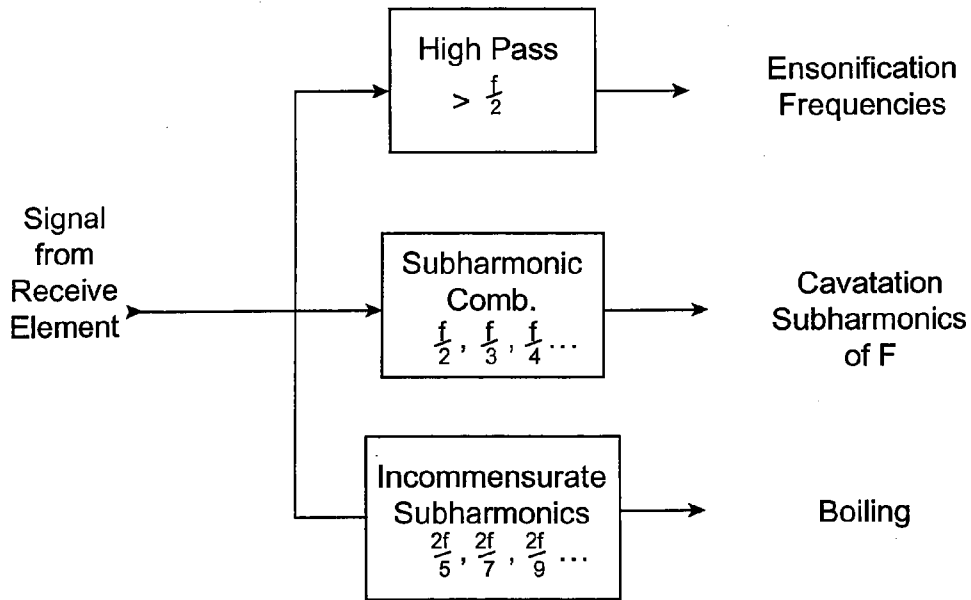 High Pass
> f/2
Ensonification
Frequencies
Signal
from
Receive
Element
Subharmonic
Comb.
f/2 , f/3 , f/4 ...
Cavatation
Subharmonics
of F
Incommensurate
Subharmonics
2f/5 , 2f/7 , 2f/9 ...
Boiling